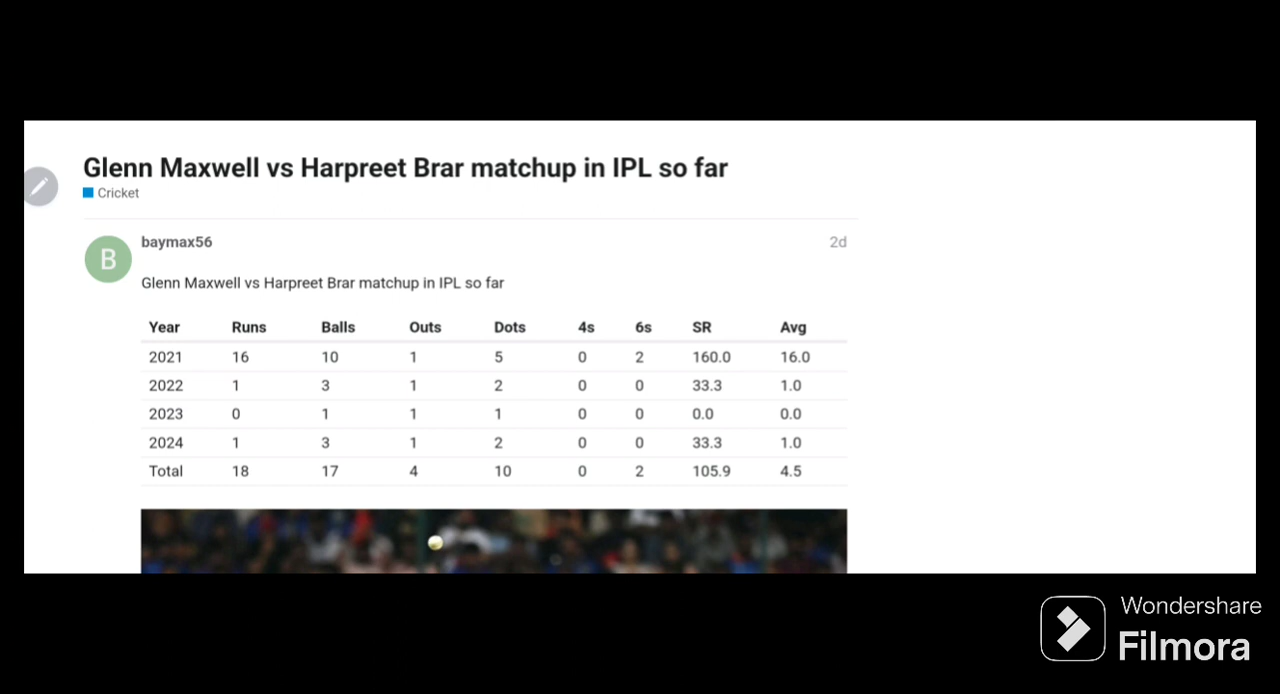 Glenn Maxwell vs Harpreet Brar matchup in IPL so far
Cricket
B
baymax56 2d
Glenn Maxwell vs Harpreet Brar matchup in IPL so far
Year Runs Balls Outs Dots 4s 6s SR Avg
2021 16 10 1 5 0 2 160.0 16.0
2022 1 3 1 2 0 0 33.3 1.0
2023 0 1 1 1 0 0 0.0 0.0
2024 1 3 1 2 0 0 33.3 1.0
Total 18 17 4 10 0 2 105.9 4.5
Wondershare
Filmora